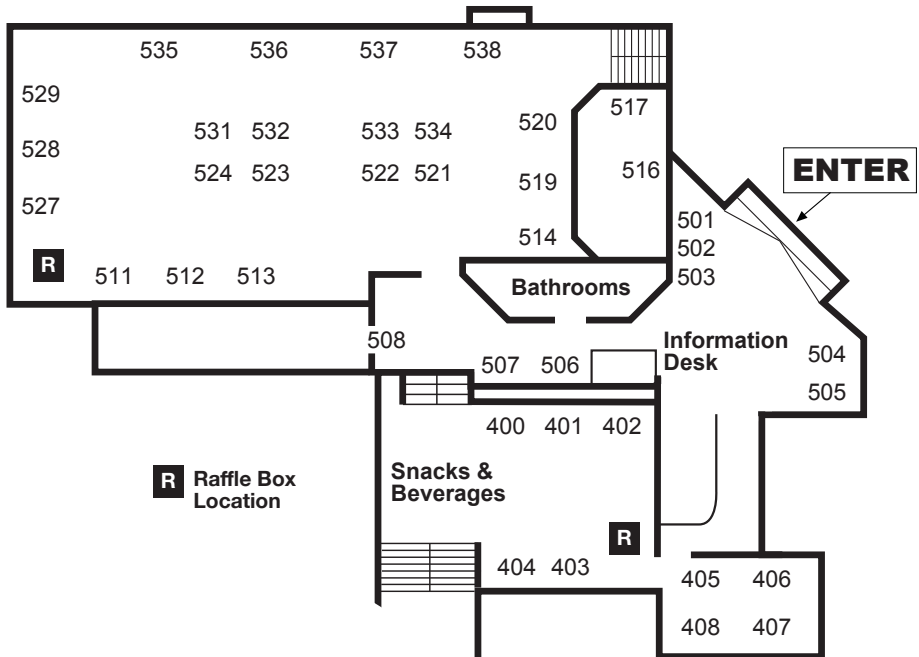 535 536 537 538
529
517
520
531 532 533 534
528
516
524 523 522 521
519
527
ENTER
501
514
502
R
511 512 513
503
Bathrooms
508
Information
Desk
504
507 506
505
400 401 402
Snacks &
Beverages
R Raffle Box
Location
R
404 403
405 406
408 407